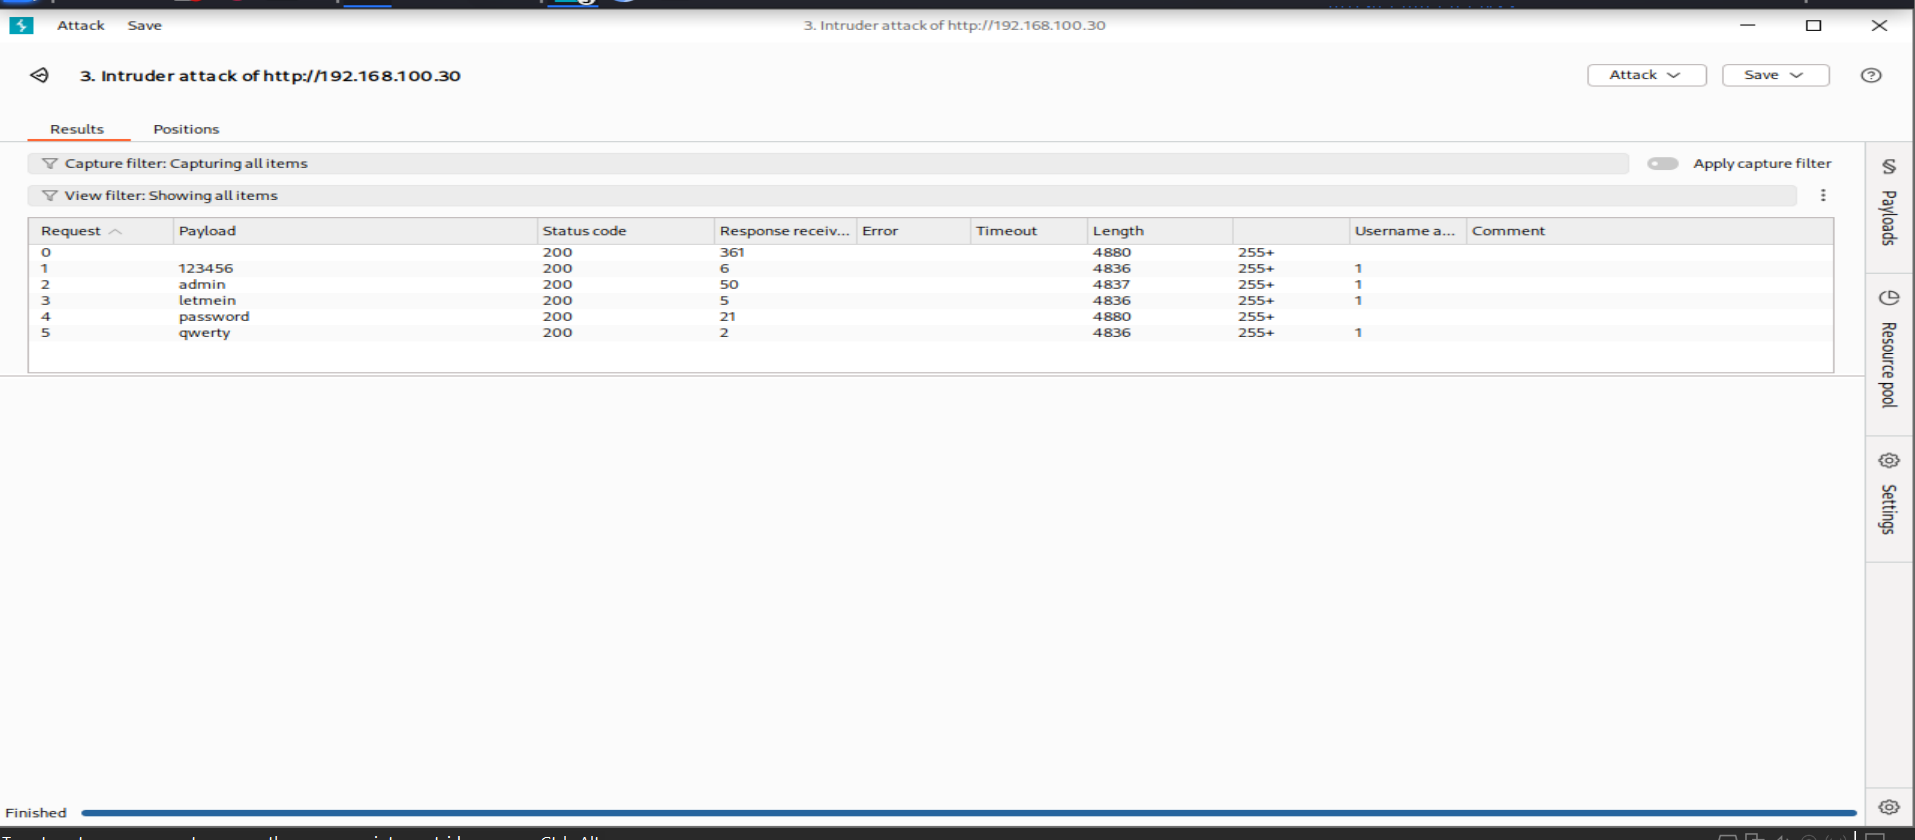 Attack Save 3. Intruder attack of http://192.168.100.30
3. Intruder attack of http://192.168.100.30 Attack Save
Results Positions
Capture filter: Capturing all items Apply capture filter
View filter: Showing all items
Request Payload Status code Response receiv... Error Timeout Length Username a... Comment
0 200 361 4880 255+
1 123456 200 6 4836 255+ 1
2 admin 200 50 4837 255+ 1
3 letmein 200 5 4836 255+ 1
4 password 200 21 4880 255+
5 qwerty 200 2 4836 255+ 1
Payloads
Resource pool
Settings
Finished